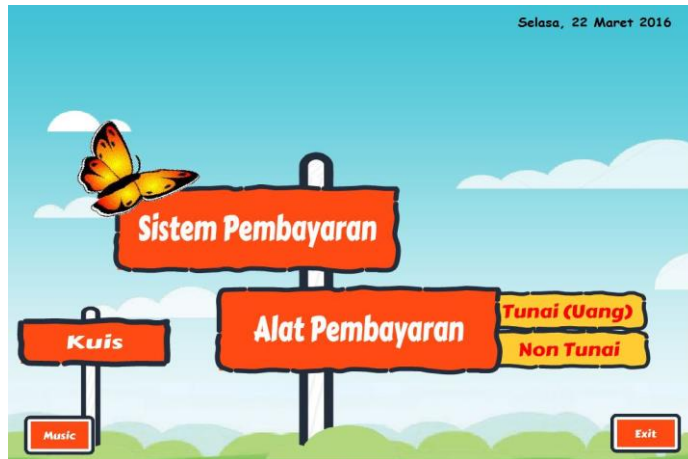 Selasa, 22 Maret 2016
Sistem Pembayaran
Alat Pembayaran
Tunai (Uang)
Non Tunai
Kuis
Music
Exit